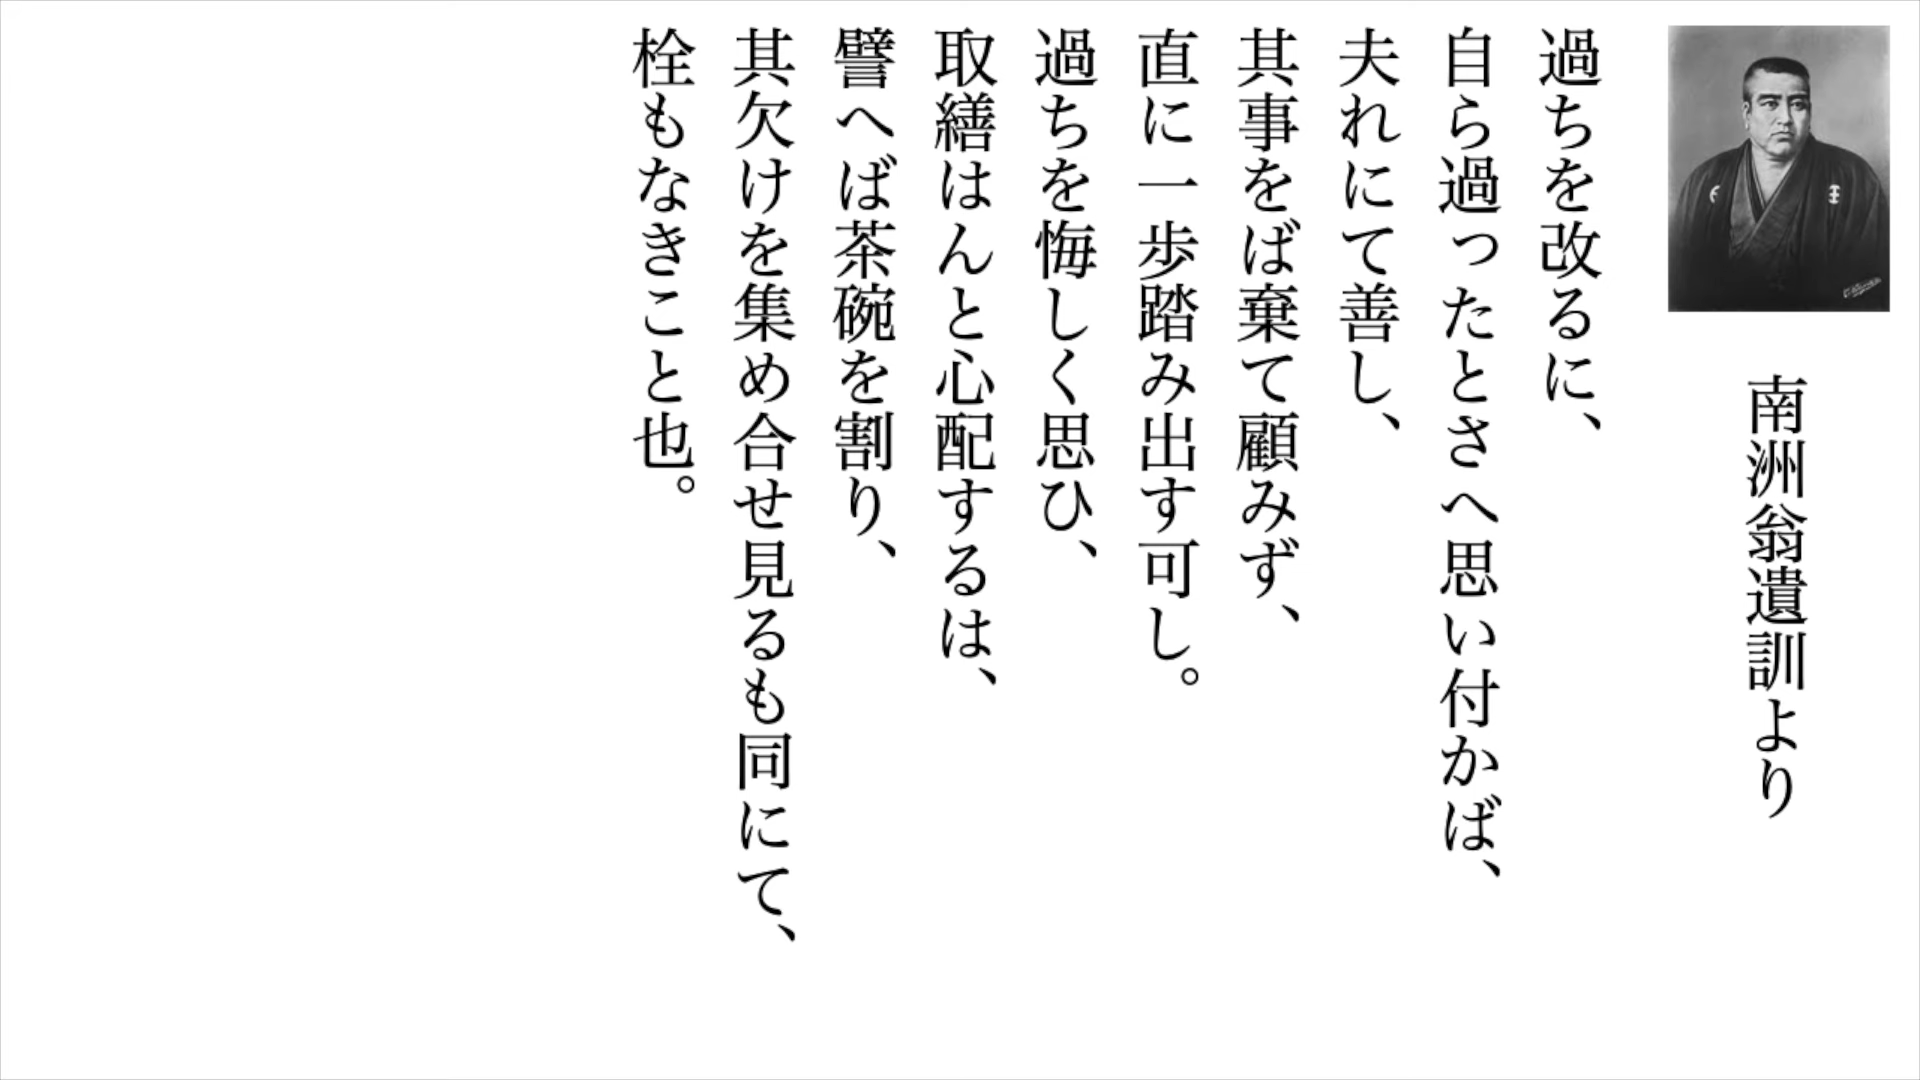 南洲翁遺訓より
過ちを改るに、
自ら過ったとさへ思い付かば、
夫れにて善し、
其事をば棄て顧みず、
直に一歩踏み出す可し。
過ちを悔しく思ひ、
取繕はんと心配するは、
譬へば茶碗を割り、
其欠けを集め合せ見るも同にて、
栓もなきこと也。